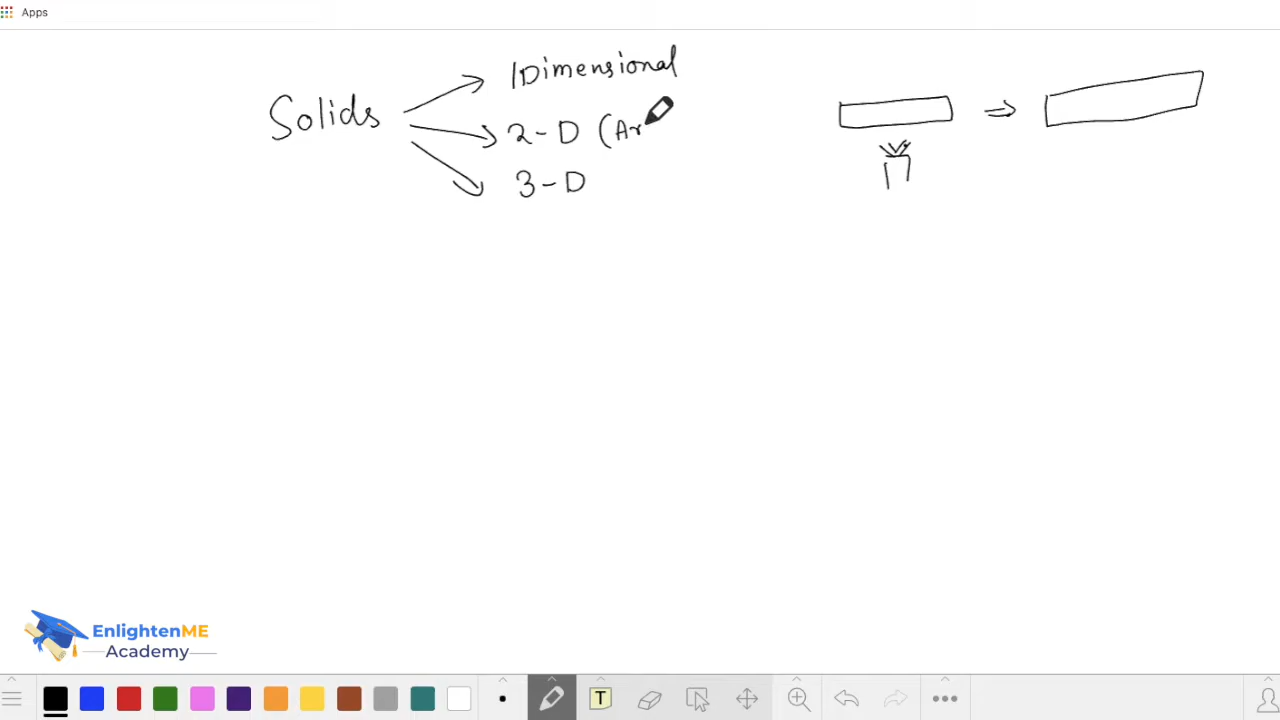 Apps
Solids
1Dimensional
2-D (Ar
3-D
EnlightenME
Academy
T